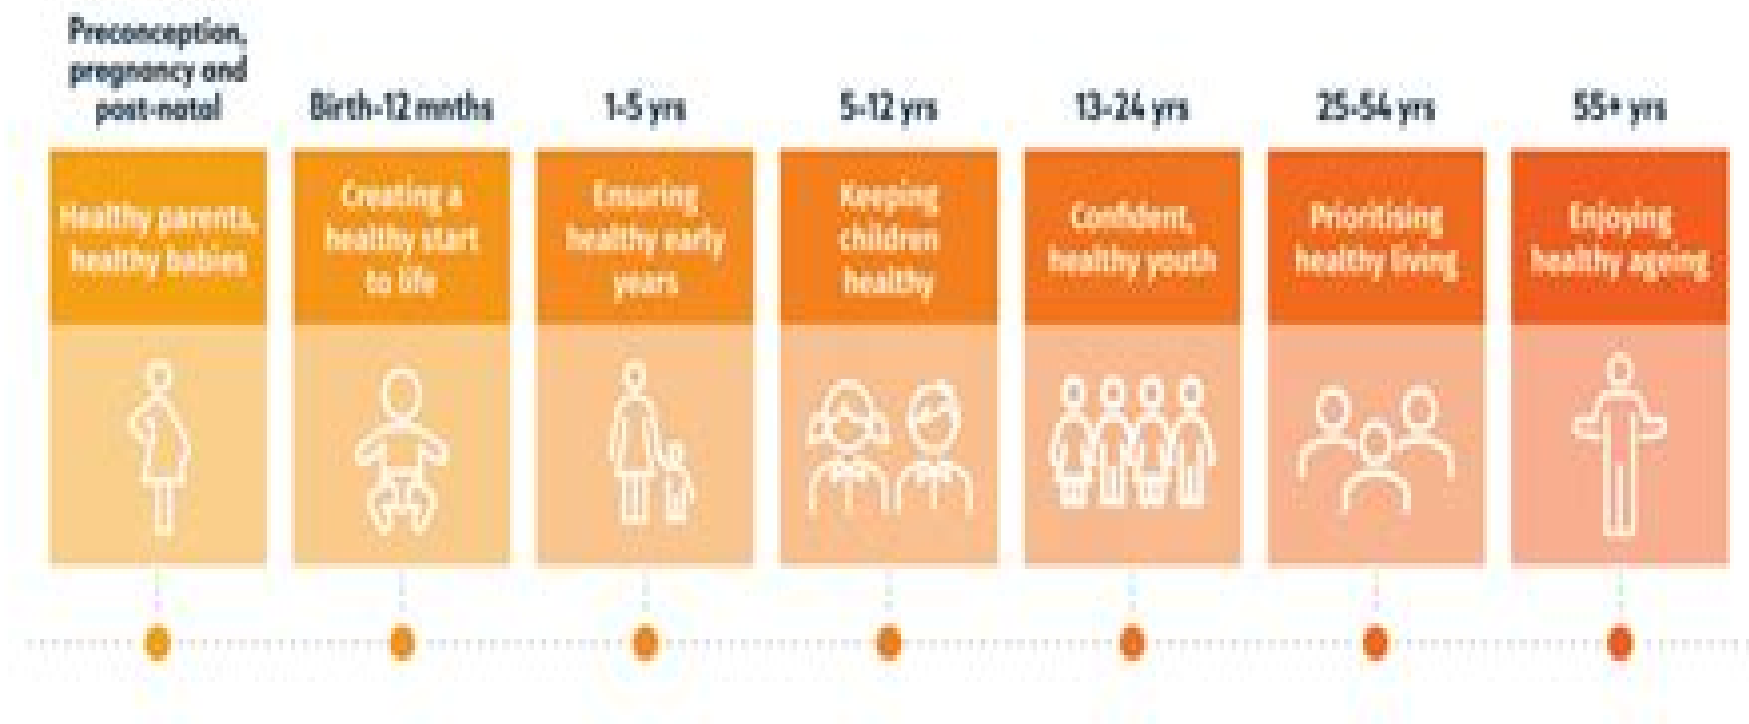 Preconception,
pregnancy and
post-natal
Birth-12 mnths
1-5 yrs
5-12 yrs
13-24 yrs
25-54 yrs
55+ yrs
Healthy parents,
healthy babies
Creating a
healthy start
to life
Ensuring
healthy early
years
Keeping
children
healthy
Confident,
healthy youth
Prioritising
healthy living
Enjoying
healthy ageing